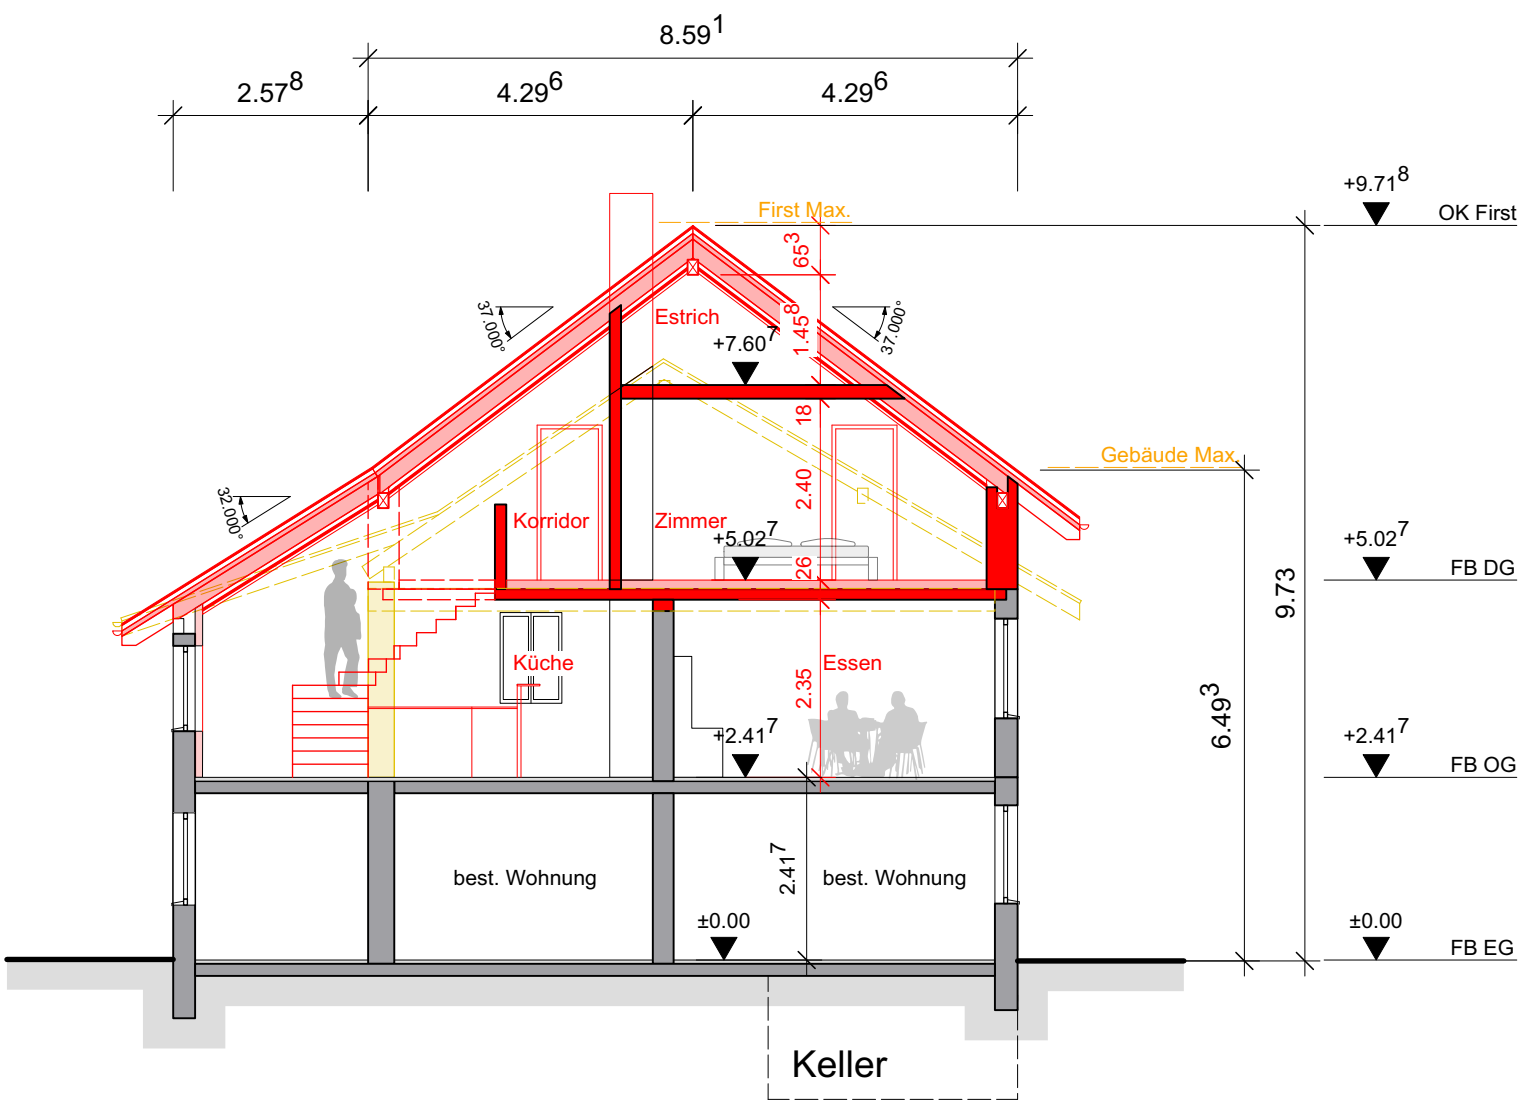 8.59¹
2.57⁸ 4.29⁶ 4.29⁶
+9.71⁸
OK First
First Max.
65³
37.000°
37.000°
Estrich
1.45⁸
+7.60⁷
18
Gebäude Max.
2.40
32.000°
Korridor Zimmer
+5.02⁷
26
+5.02⁷
FB DG
9.73
Küche Essen
2.35
6.49³
+2.41⁷
+2.41⁷
FB OG
2.41⁷
best. Wohnung best. Wohnung
±0.00
±0.00
FB EG
Keller